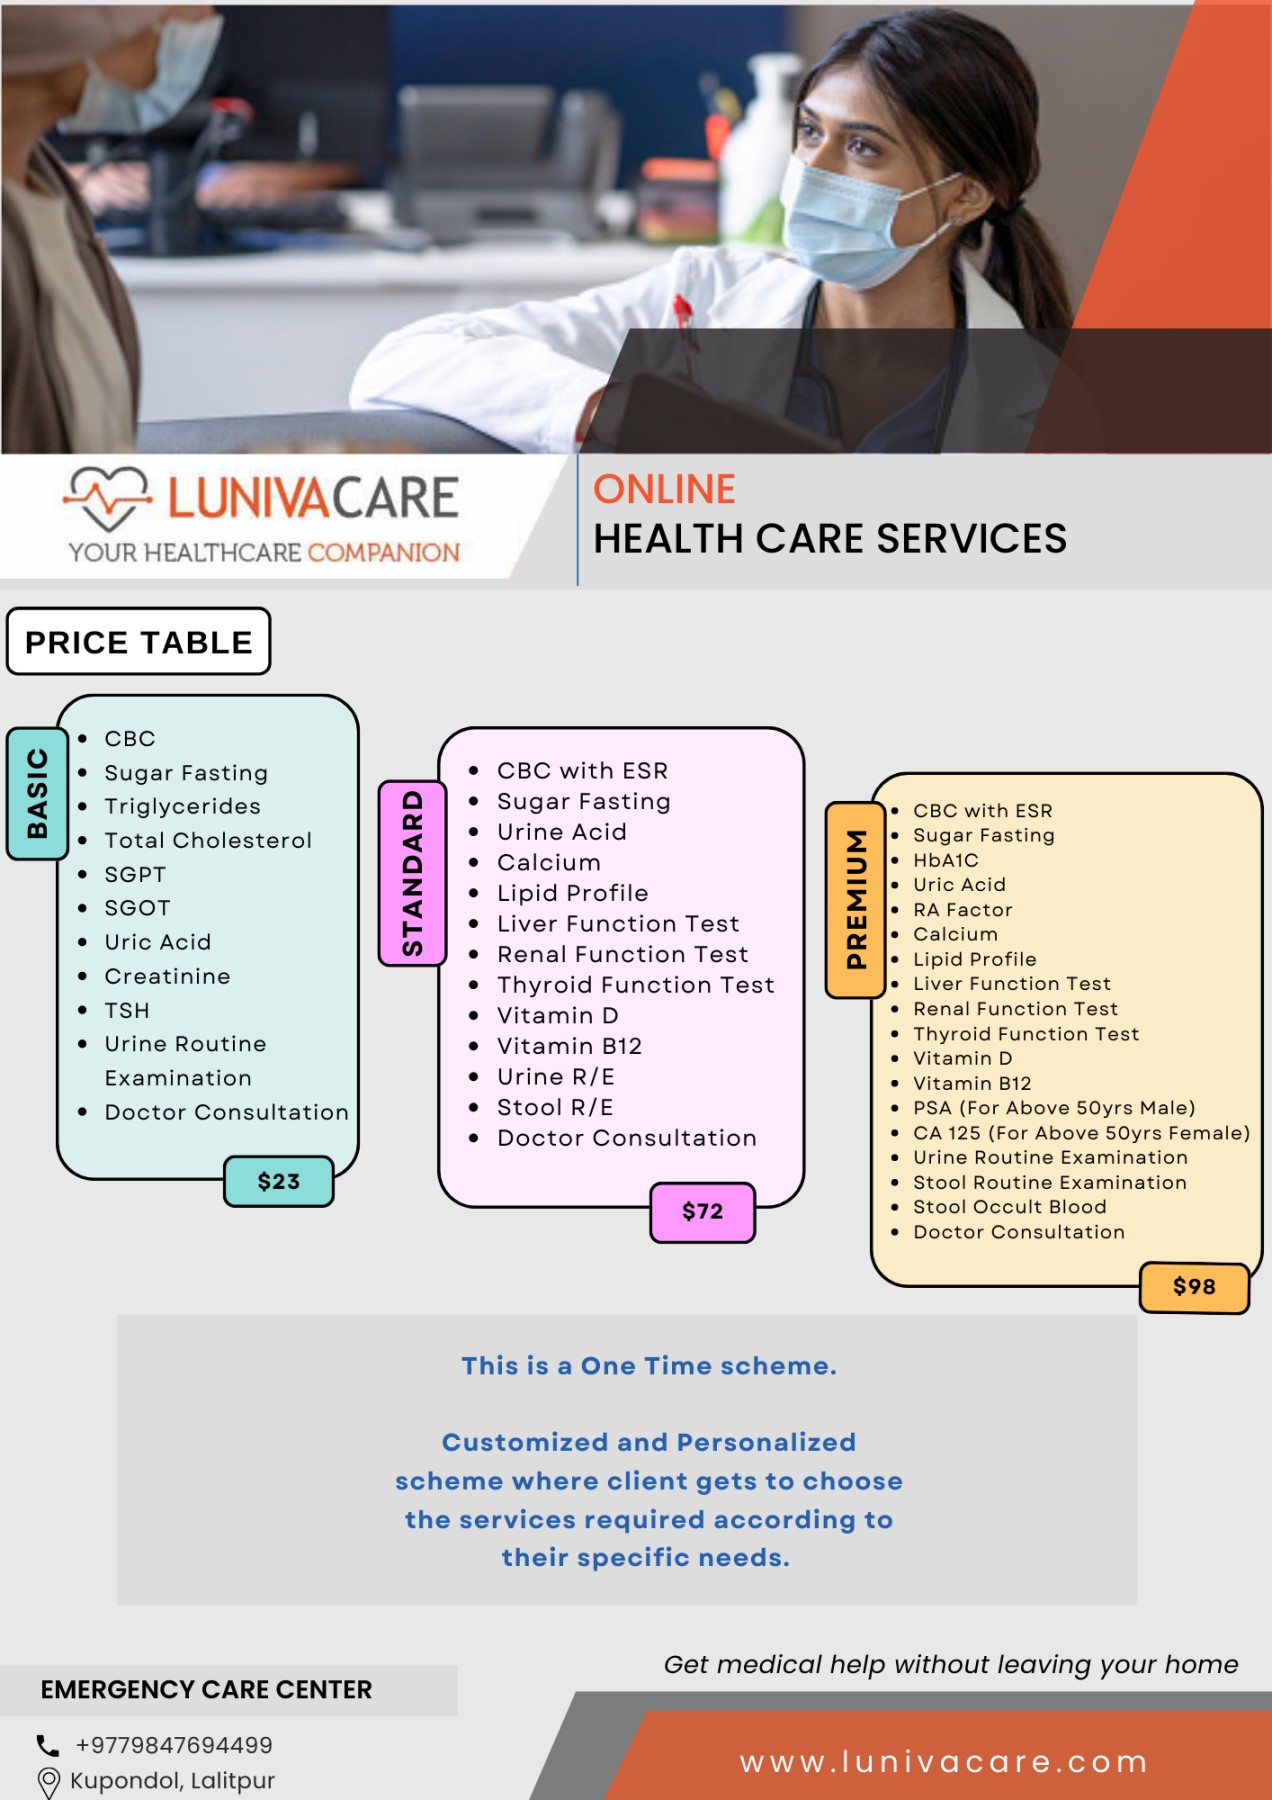 LUNIVACARE
YOUR HEALTHCARE COMPANION
ONLINE
HEALTH CARE SERVICES
PRICE TABLE
BASIC
CBC
Sugar Fasting
Triglycerides
Total Cholesterol
SGPT
SGOT
Uric Acid
Creatinine
TSH
Urine Routine
Examination
Doctor Consultation
$23
STANDARD
CBC with ESR
Sugar Fasting
Urine Acid
Calcium
Lipid Profile
Liver Function Test
Renal Function Test
Thyroid Function Test
Vitamin D
Vitamin B12
Urine R/E
Stool R/E
Doctor Consultation
$72
PREMIUM
CBC with ESR
Sugar Fasting
HbA1C
Uric Acid
RA Factor
Calcium
Lipid Profile
Liver Function Test
Renal Function Test
Thyroid Function Test
Vitamin D
Vitamin B12
PSA (For Above 50yrs Male)
CA 125 (For Above 50yrs Female)
Urine Routine Examination
Stool Routine Examination
Stool Occult Blood
Doctor Consultation
$98
This is a One Time scheme.
Customized and Personalized
scheme where client gets to choose
the services required according to
their specific needs.
Get medical help without leaving your home
EMERGENCY CARE CENTER
+9779847694499
Kupondol, Lalitpur
www.lunivacare.com